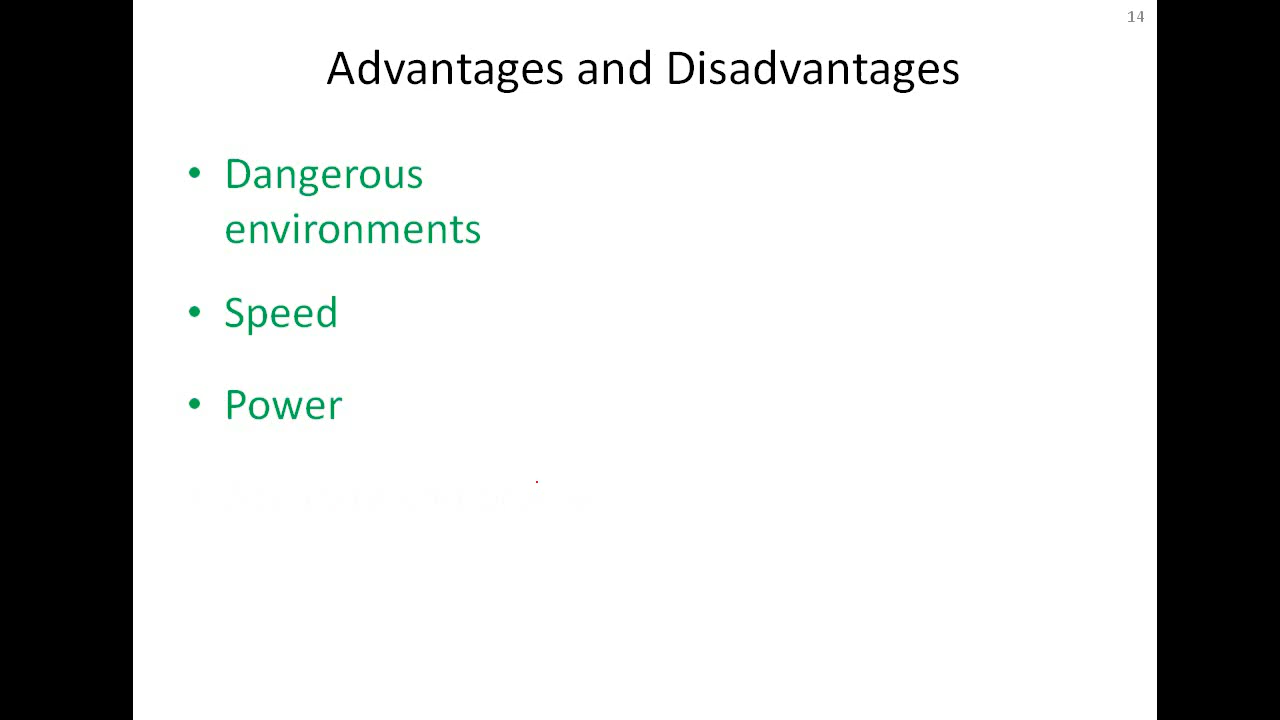 14
Advantages and Disadvantages
• Dangerous
environments
• Speed
• Power